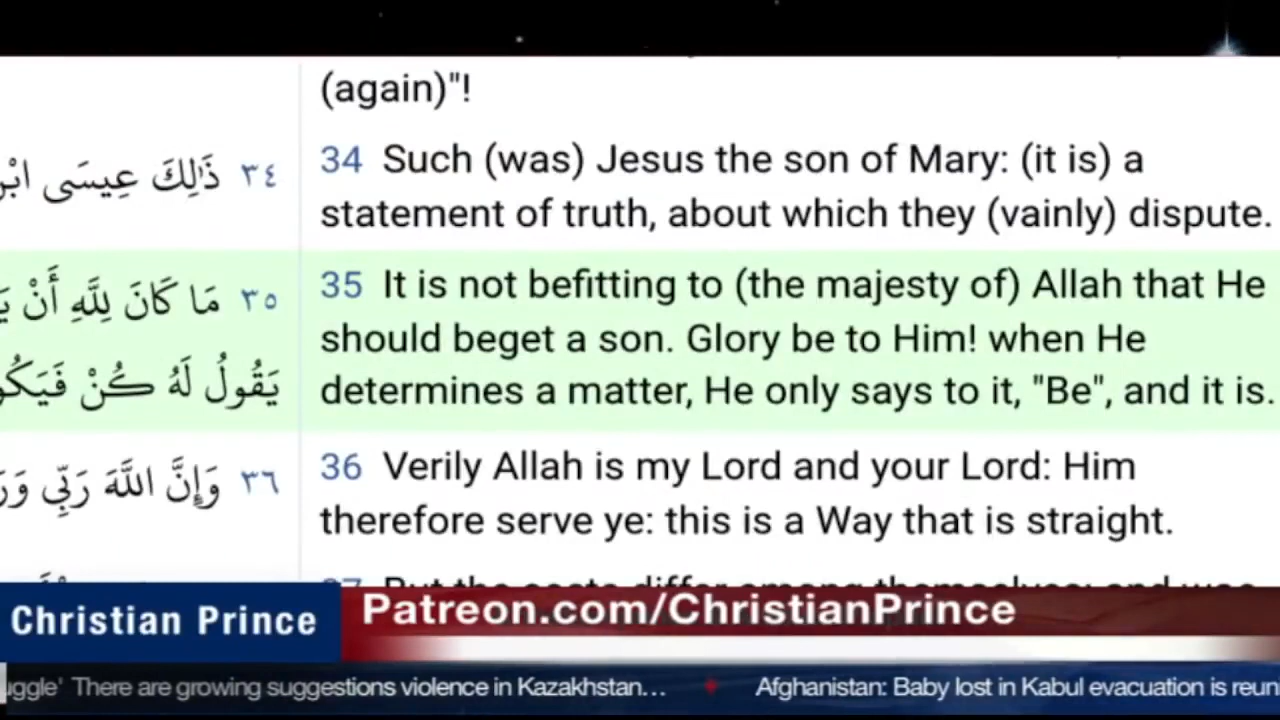 (again)"!
34 Such (was) Jesus the son of Mary: (it is) a
statement of truth, about which they (vainly) dispute.
٣٤ ذَٰلِكَ عِيسَى
35 It is not befitting to (the majesty of) Allah that He
should beget a son. Glory be to Him! when He
determines a matter, He only says to it, "Be", and it is.
٣٥ مَا كَانَ لِلَّهِ أَنْ
يَقُولُ لَهُ كُنْ
36 Verily Allah is my Lord and your Lord: Him
therefore serve ye: this is a Way that is straight.
٣٦ وَإِنَّ اللَّهَ رَبِّي
Christian Prince
Patreon.com/ChristianPrince
There are growing suggestions violence in Kazakhstan... Afghanistan: Baby lost in Kabul evacuation is